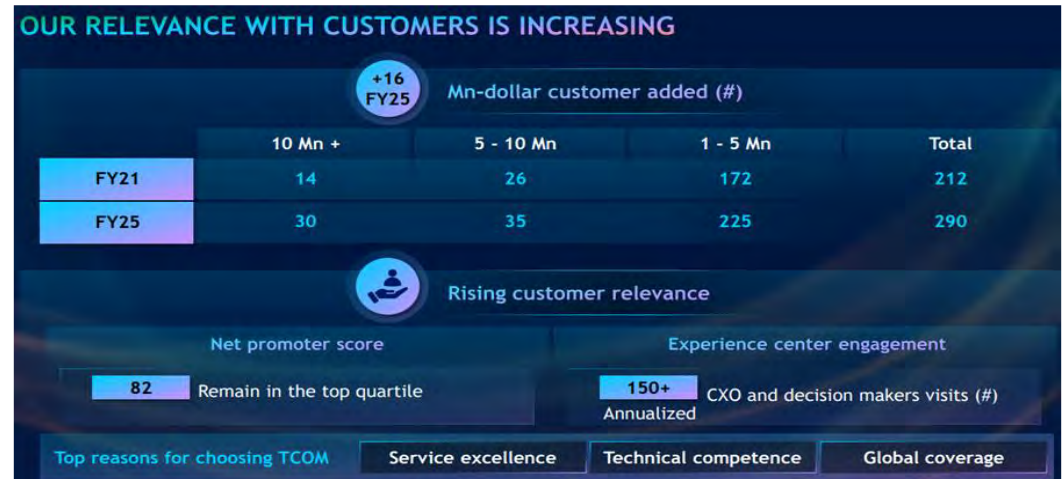 OUR RELEVANCE WITH CUSTOMERS IS INCREASING
+16
FY25
Mn-dollar customer added (#)
10 Mn + 5 - 10 Mn 1 - 5 Mn Total
FY21 14 26 172 212
FY25 30 35 225 290
Rising customer relevance
Net promoter score
82 Remain in the top quartile
Experience center engagement
150+ CXO and decision makers visits (#)
Annualized
Top reasons for choosing TCOM Service excellence Technical competence Global coverage